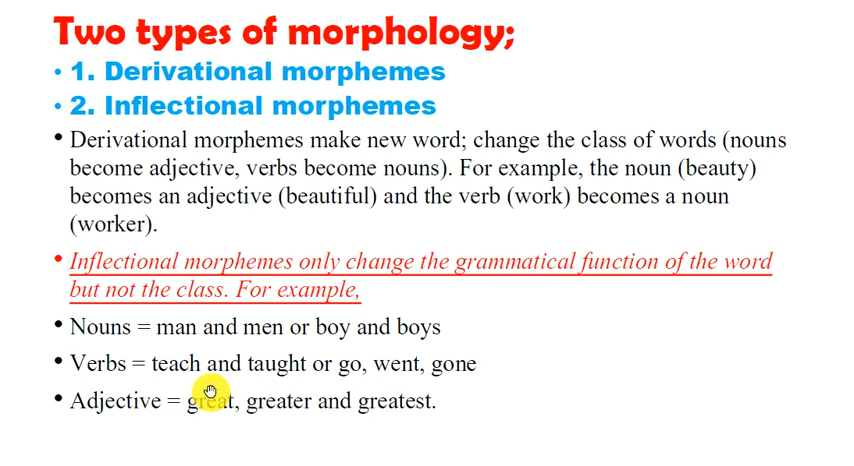 Two types of morphology;
• 1. Derivational morphemes
• 2. Inflectional morphemes
• Derivational morphemes make new word; change the class of words (nouns
become adjective, verbs become nouns). For example, the noun (beauty)
becomes an adjective (beautiful) and the verb (work) becomes a noun
(worker).
• Inflectional morphemes only change the grammatical function of the word
but not the class. For example,
• Nouns = man and men or boy and boys
• Verbs = teach and taught or go, went, gone
• Adjective = great, greater and greatest.